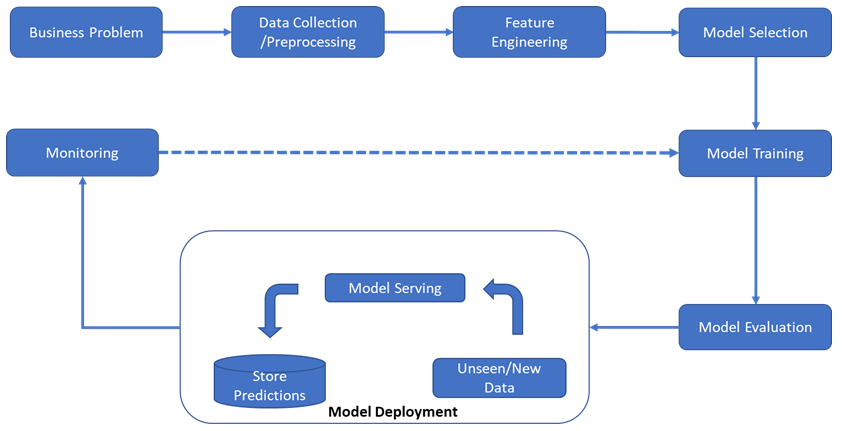 Business Problem
Data Collection
/Preprocessing
Feature
Engineering
Model Selection
Monitoring
Model Training
Model Serving
Model Evaluation
Store
Predictions
Unseen/New
Data
Model Deployment